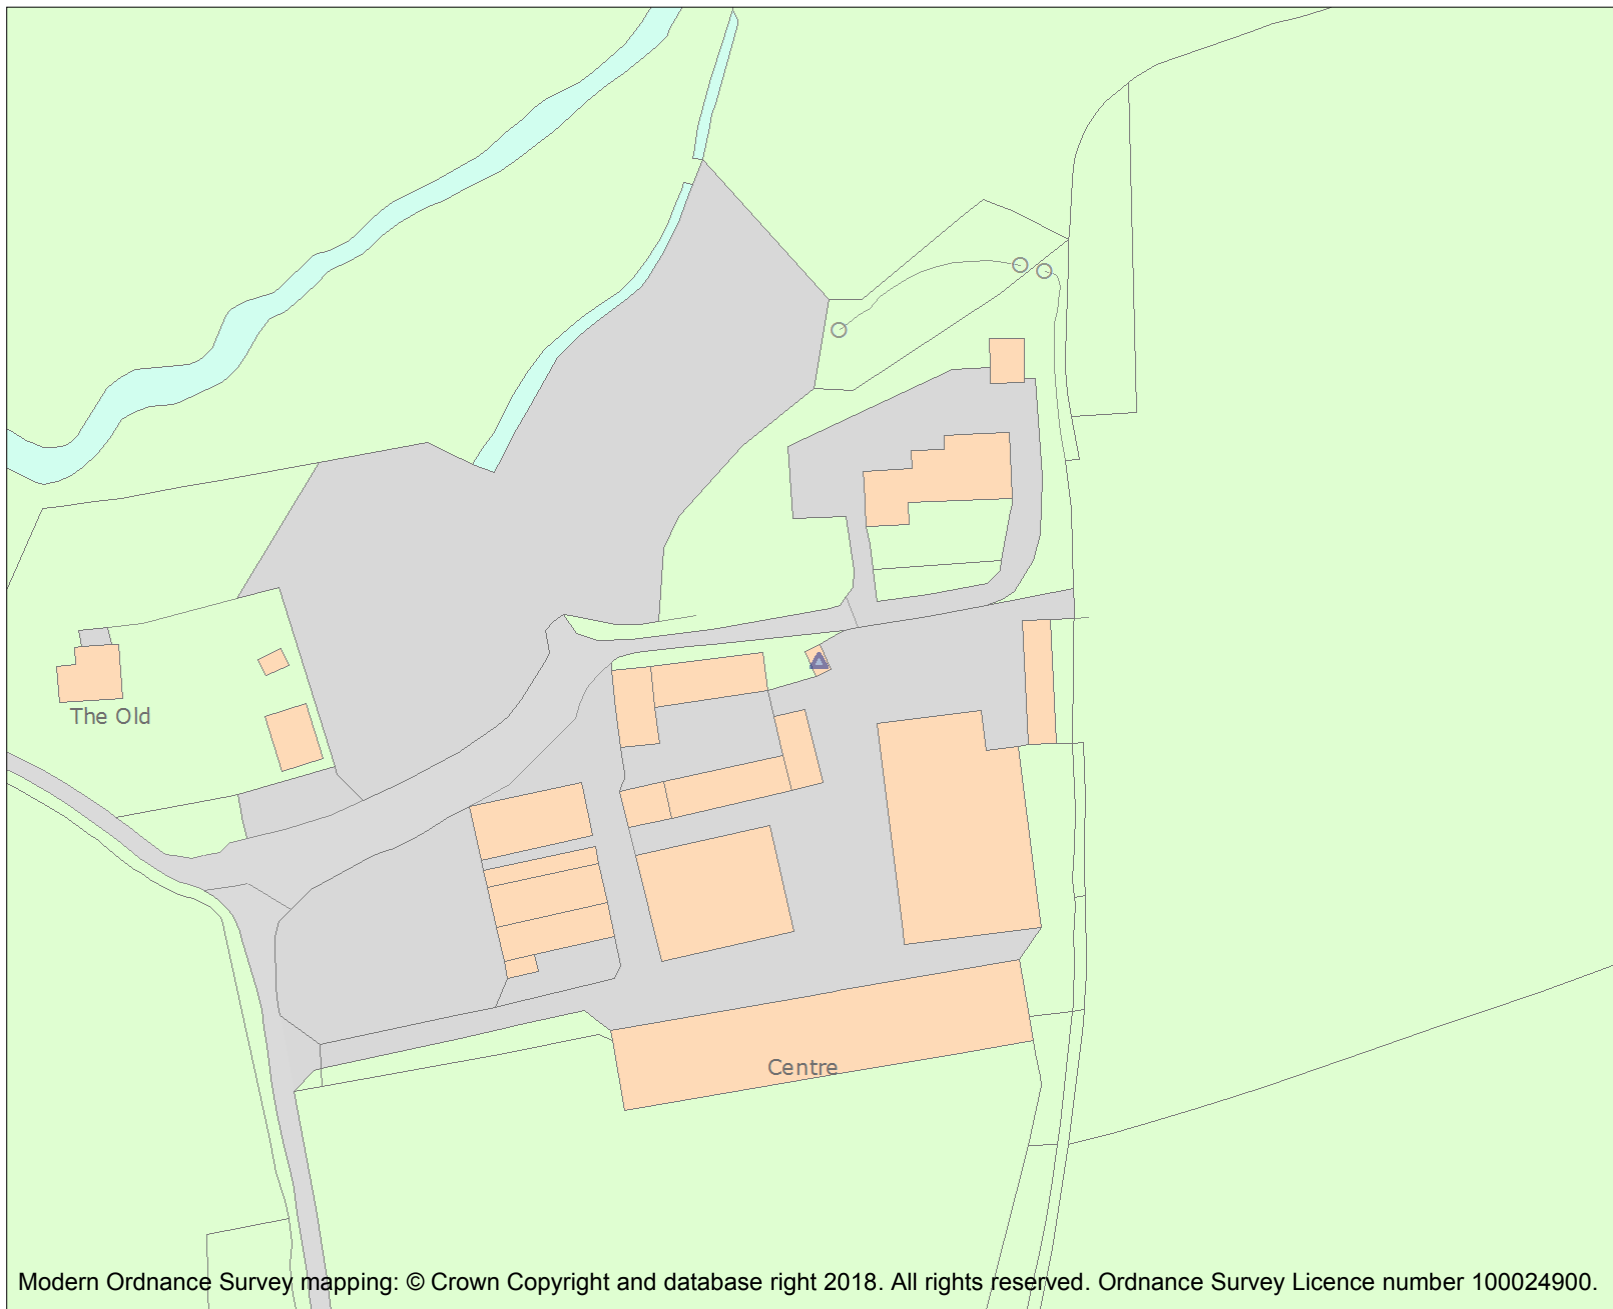 The Old
Centre
Modern Ordnance Survey mapping: © Crown Copyright and database right 2018. All rights reserved. Ordnance Survey Licence number 100024900.